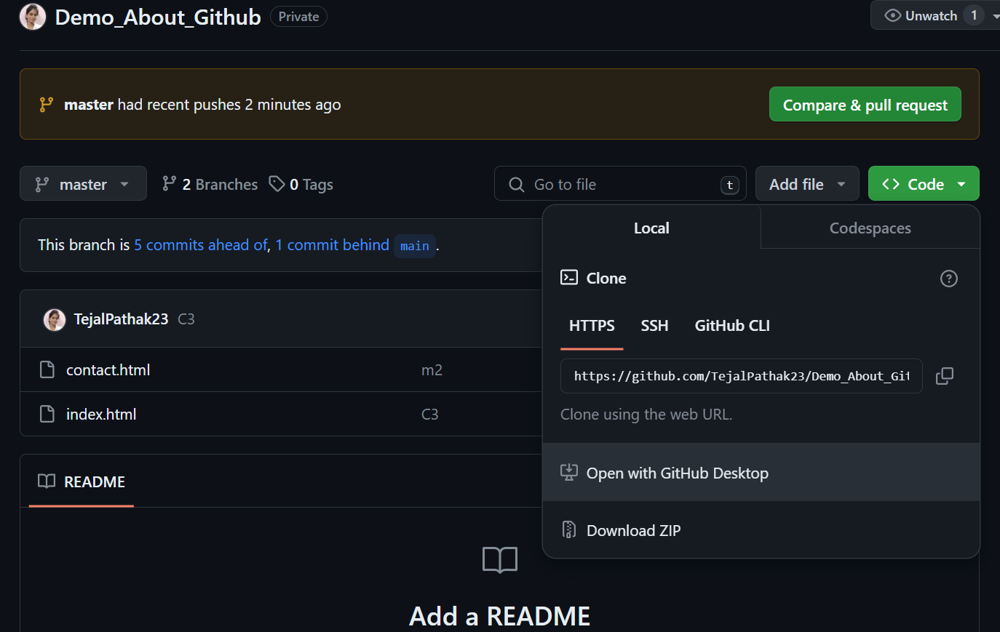 Demo_About_Github Private
Unwatch 1
master had recent pushes 2 minutes ago
Compare & pull request
master 2 Branches 0 Tags
Go to file t
Add file
Code
Local Codespaces
This branch is 5 commits ahead of, 1 commit behind main .
Clone
HTTPS SSH GitHub CLI
TejalPathak23 C3
contact.html m2
https://github.com/TejalPathak23/Demo_About_Git
index.html C3
Clone using the web URL.
Open with GitHub Desktop
README
Download ZIP
Add a README